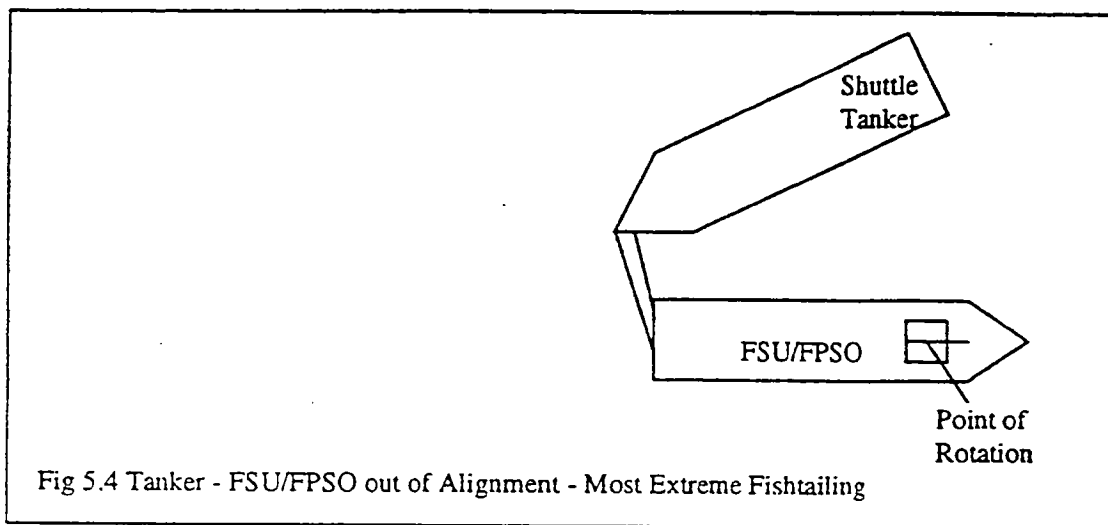 Shuttle
Tanker
FSU/FPSO
Point of
Rotation
Fig 5.4 Tanker - FSU/FPSO out of Alignment - Most Extreme Fishtailing